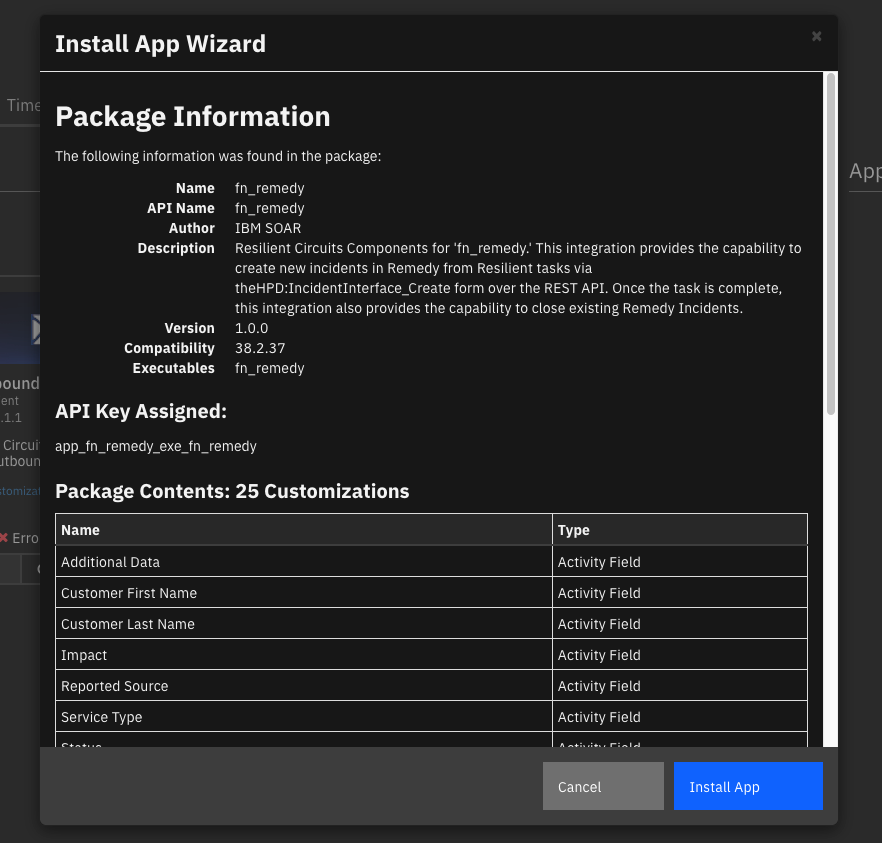 Install App Wizard
×
Time
App
Package Information
The following information was found in the package:
Name fn_remedy
API Name fn_remedy
Author IBM SOAR
Description Resilient Circuits Components for 'fn_remedy.' This integration provides the capability to
create new incidents in Remedy from Resilient tasks via
theHPD:IncidentInterface_Create form over the REST API. Once the task is complete,
this integration also provides the capability to close existing Remedy Incidents.
Version 1.0.0
Compatibility 38.2.37
Executables fn_remedy
API Key Assigned:
app_fn_remedy_exe_fn_remedy
Package Contents: 25 Customizations
Name Type
Additional Data Activity Field
Customer First Name Activity Field
Customer Last Name Activity Field
Impact Activity Field
Reported Source Activity Field
Service Type Activity Field
Status Activity Field
Cancel Install App
ound
ent
.1.1
Circui
utboun
stomizat
Erro